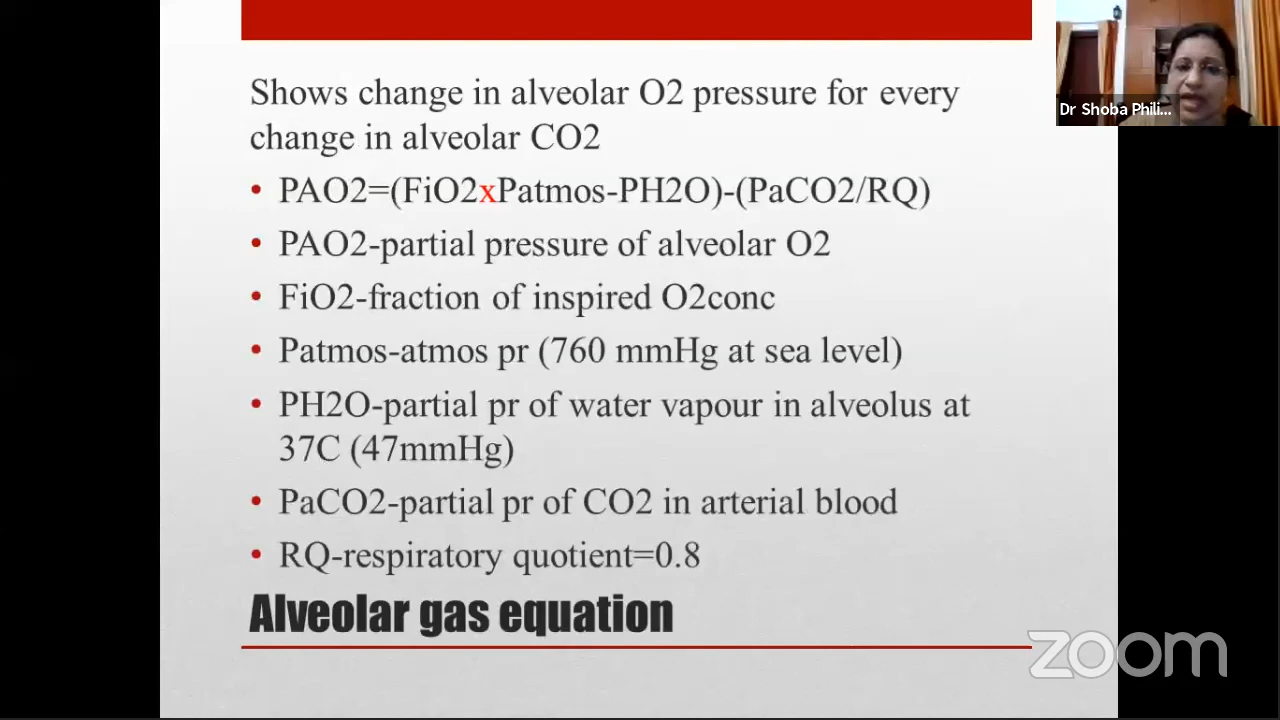 Shows change in alveolar O2 pressure for every
change in alveolar CO2
• PAO2=(FiO2xPatmos-PH2O)-(PaCO2/RQ)
• PAO2-partial pressure of alveolar O2
• FiO2-fraction of inspired O2conc
• Patmos-atmos pr (760 mmHg at sea level)
• PH2O-partial pr of water vapour in alveolus at
37C (47mmHg)
• PaCO2-partial pr of CO2 in arterial blood
• RQ-respiratory quotient=0.8
Alveolar gas equation
Dr Shoba Phili...
zoom